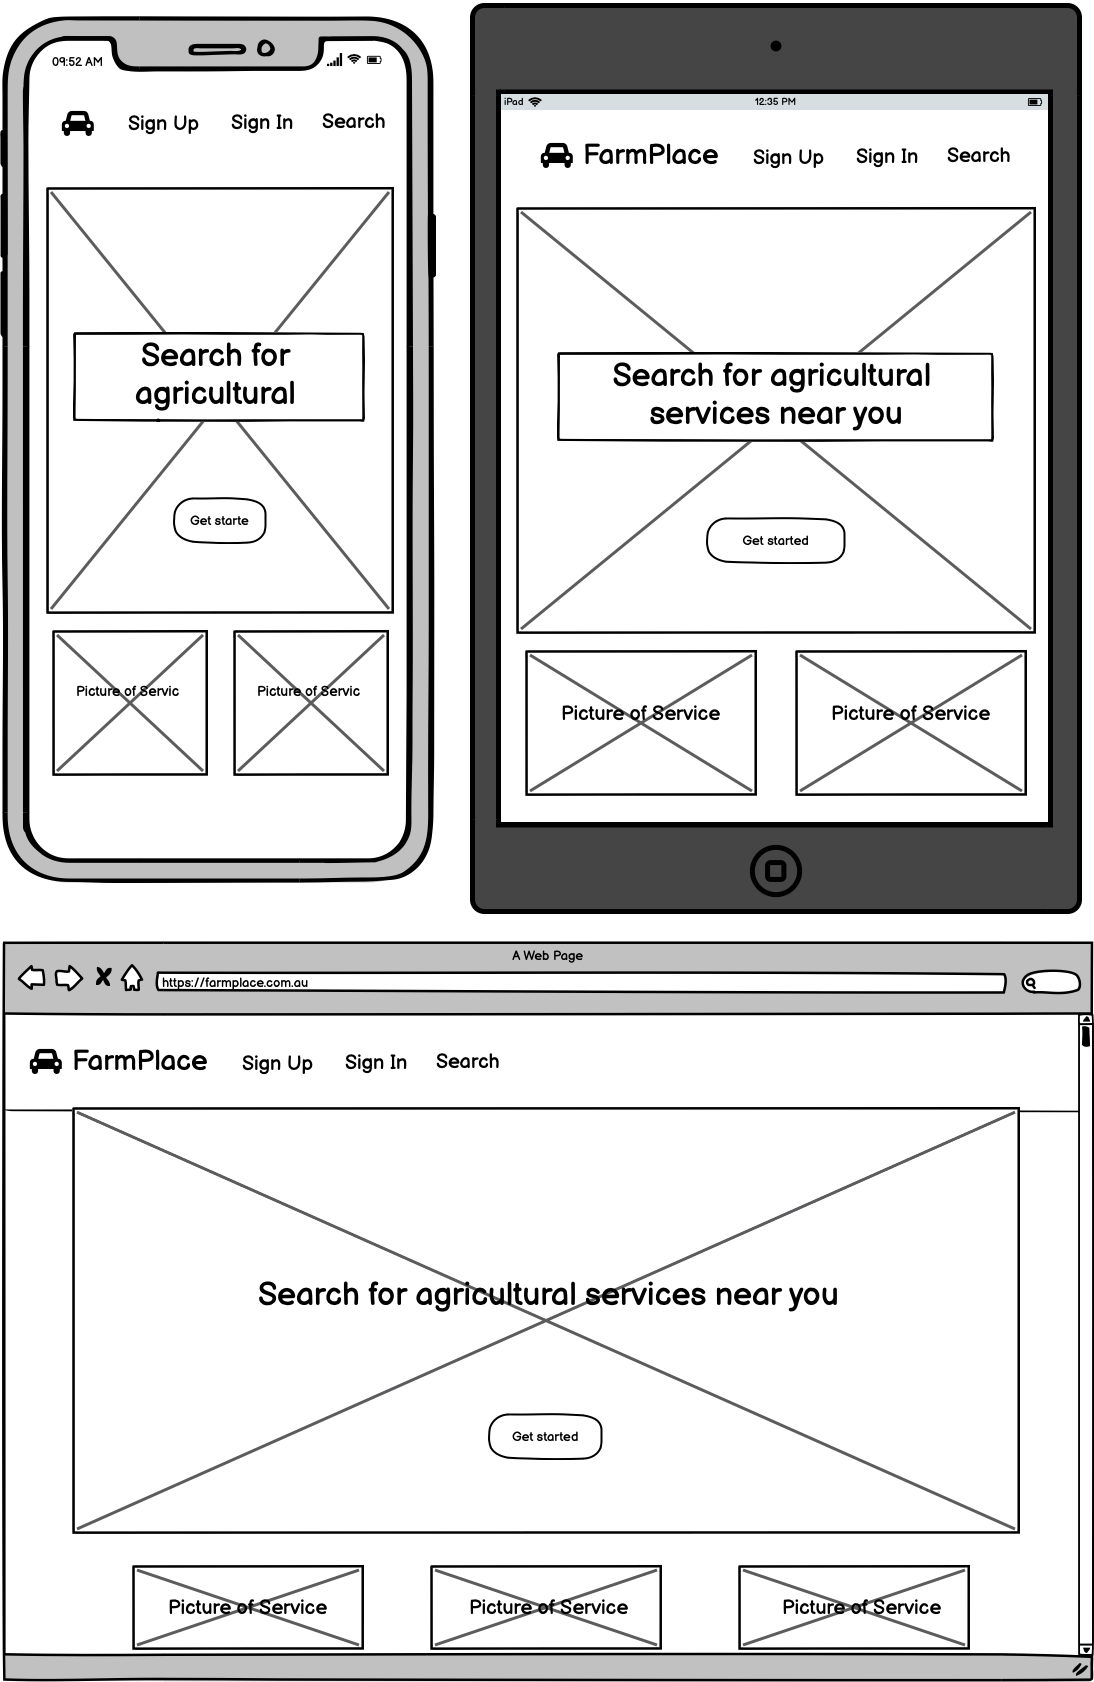 09:52 AM
Sign Up Sign In Search
Search for
agricultural
Get starte
Picture of Servic Picture of Servic
iPad 12:35 PM
FarmPlace Sign Up Sign In Search
Search for agricultural
services near you
Get started
Picture of Service Picture of Service
A Web Page
https://farmplace.com.au
FarmPlace Sign Up Sign In Search
Search for agricultural services near you
Get started
Picture of Service Picture of Service Picture of Service